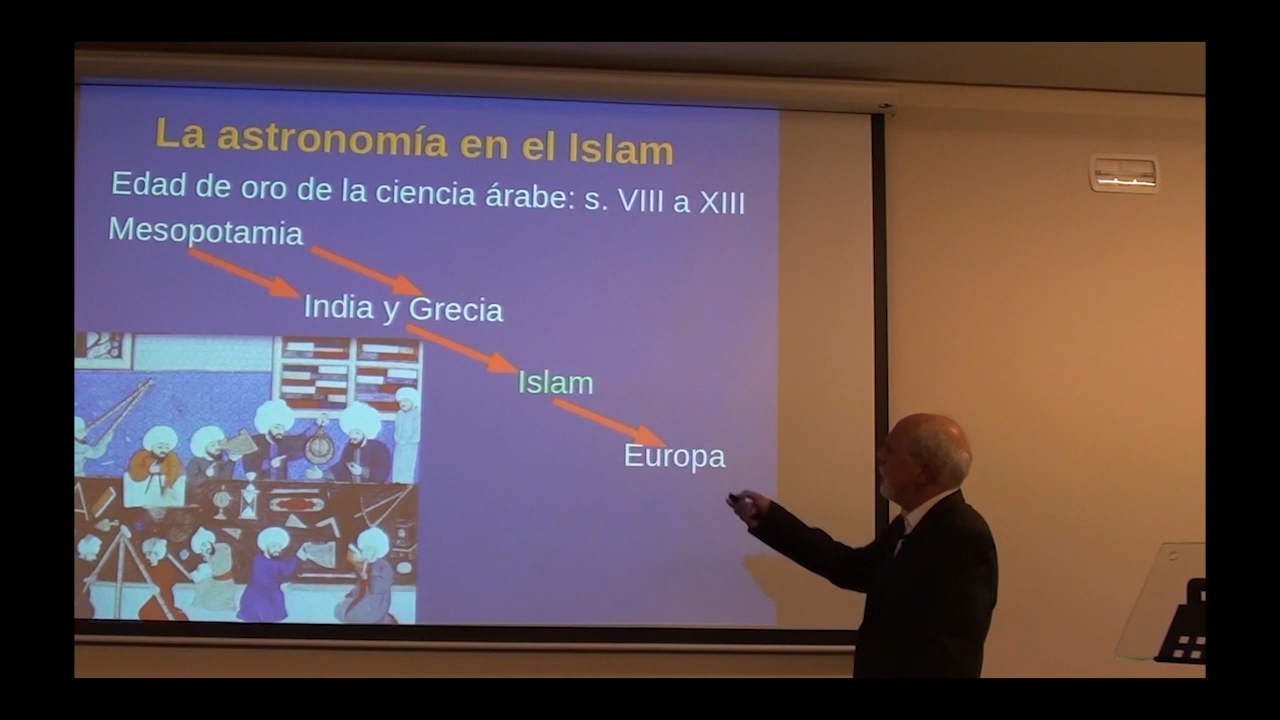 La astronomía en el Islam
Edad de oro de la ciencia árabe: s. VIII a XIII
Mesopotamia
India y Grecia
Islam
Europa